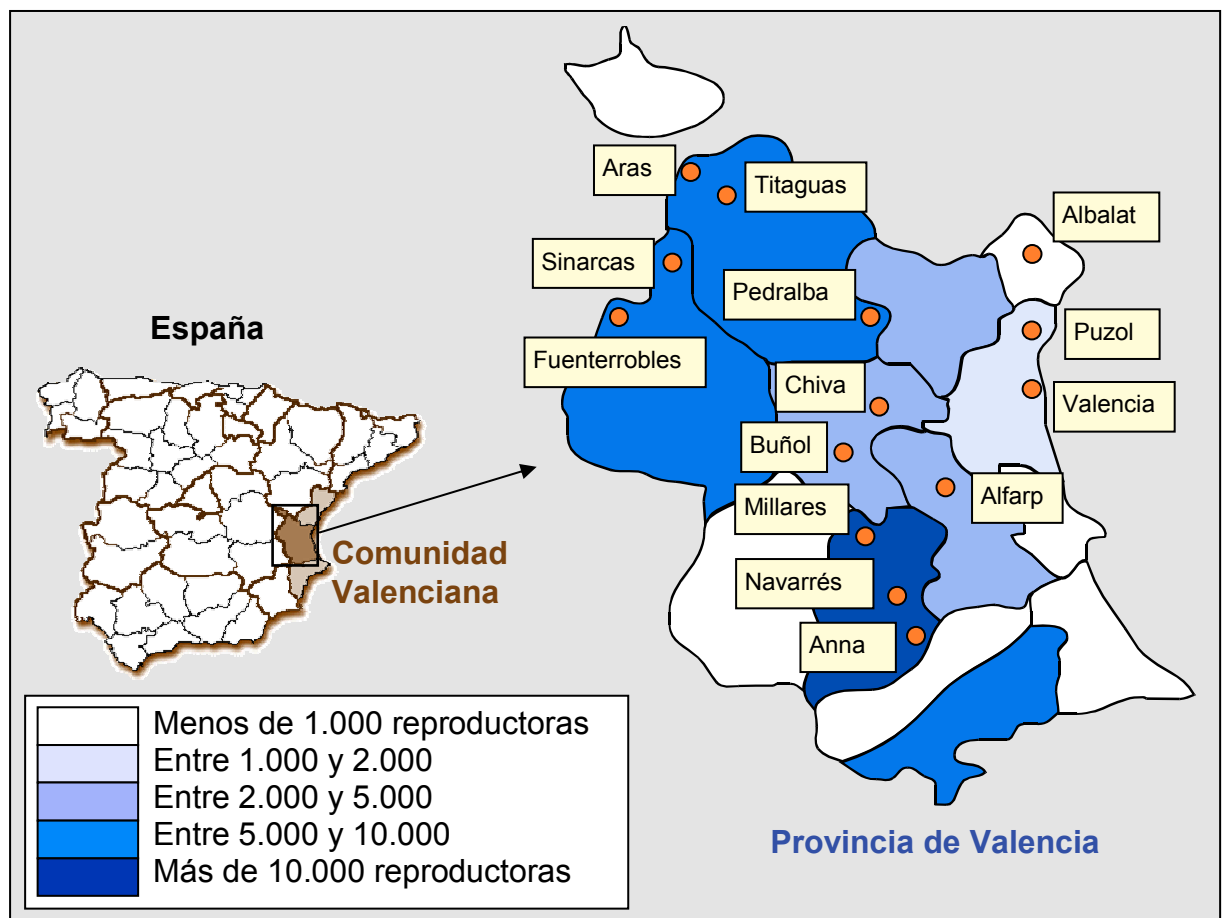 Aras
Titaguas
Albalat
Sinarcas
Pedralba
España
Puzol
Fuenterrobles
Chiva
Valencia
Buñol
Alfarp
Millares
Comunidad
Valenciana
Navarrés
Anna
Menos de 1.000 reproductoras
Entre 1.000 y 2.000
Entre 2.000 y 5.000
Entre 5.000 y 10.000
Más de 10.000 reproductoras
Provincia de Valencia